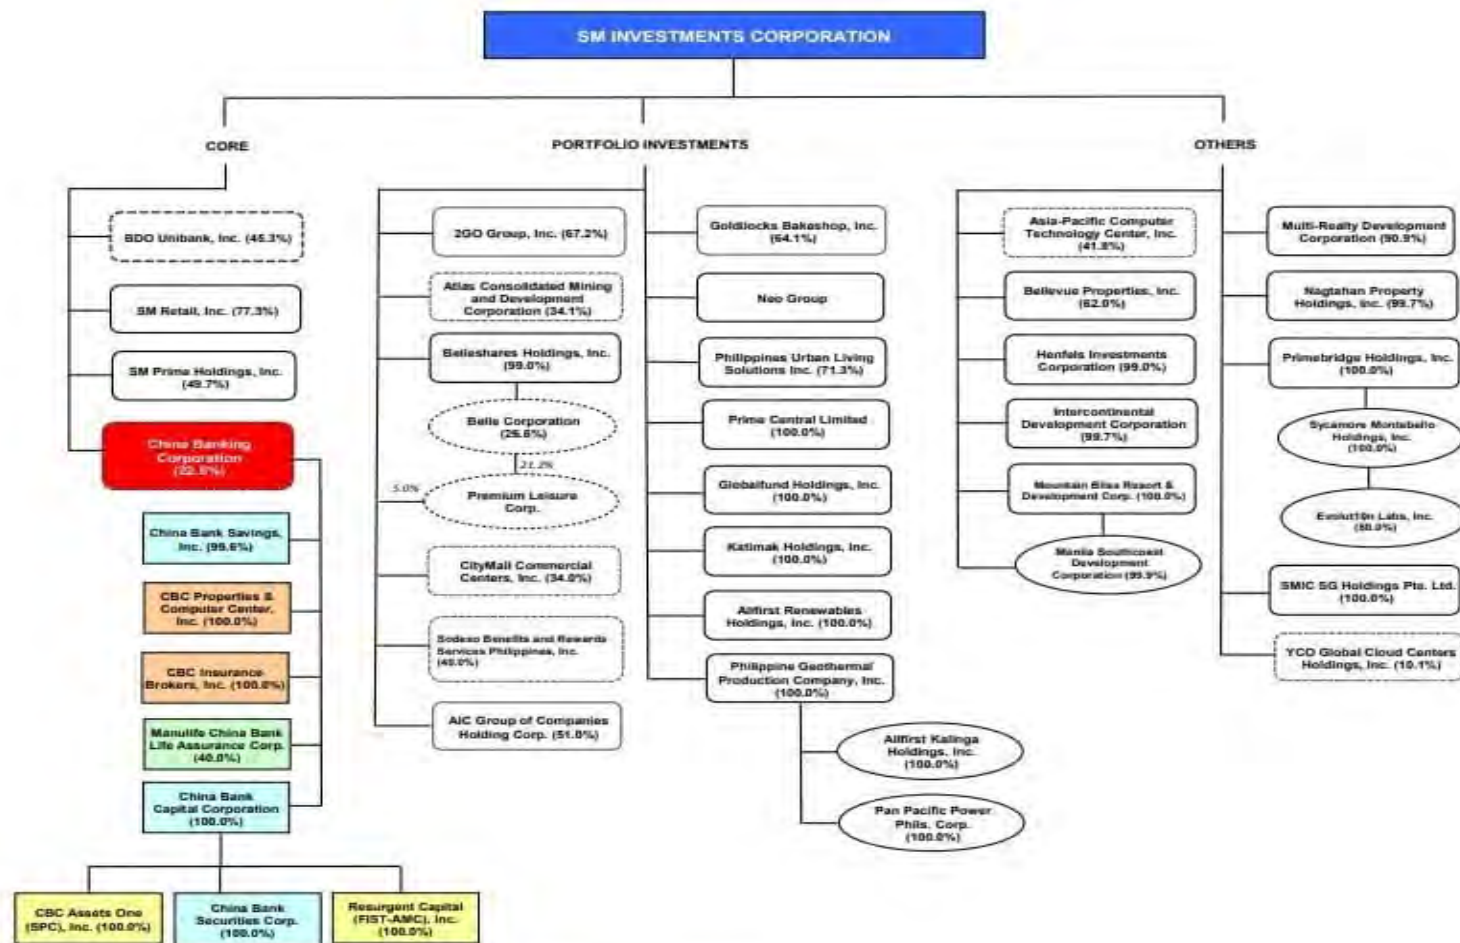 SM INVESTMENTS CORPORATION
CORE
BDO Unibank, Inc. (45.3%)
SM Retail, Inc. (77.3%)
SM Prime Holdings, Inc.
(49.7%)
China Banking
Corporation
China Bank Savings,
Inc. (99.6%)
CBC Properties &
Computer Center,
Inc. (100.0%)
CBC Insurance
Brokers, Inc. (100.0%)
Manulife China Bank
Life Assurance Corp.
(40.0%)
China Bank
Capital Corporation
(100.0%)
CBC Assets One
(SPC), Inc. (100.0%)
China Bank
Securities Corp.
(100.0%)
Resurgent Capital
(FIST-AMC), Inc.
(100.0%)
PORTFOLIO INVESTMENTS
2GO Group, Inc. (67.2%)
Atlas Consolidated Mining
and Development
Corporation (34.1%)
Belleshares Holdings, Inc.
(99.0%)
Belle Corporation
21.2%
5.0%
Premium Leisure
Corp.
CityMall Commercial
Centers, Inc. (34.0%)
Sodexo Benefits and Rewards
Services Philippines, Inc.
(40.0%)
AIC Group of Companies
Holding Corp. (51.0%)
Goldilocks Bakeshop, Inc.
(64.1%)
Neo Group
Philippines Urban Living
Solutions Inc. (71.3%)
Prime Central Limited
(100.0%)
Globalfund Holdings, Inc.
(100.0%)
Katimak Holdings, Inc.
(100.0%)
Allfirst Renewables
Holdings, Inc. (100.0%)
Philippine Geothermal
Production Company, Inc.
(100.0%)
Allfirst Kalinga
Holdings, Inc.
(100.0%)
Pan Pacific Power
Phils. Corp.
(100.0%)
OTHERS
Asia-Pacific Computer
Technology Center, Inc.
Bellevue Properties, Inc.
(62.0%)
Henfels Investments
Corporation (99.0%)
Intercontinental
Development Corporation
(99.7%)
Mountain Bliss Resort &
Development Corp. (100.0%)
Manila Southcoast
Development
Corporation (99.9%)
Multi-Realty Development
Corporation (90.9%)
Nagtahan Property
Holdings, Inc. (99.7%)
Primebridge Holdings, Inc.
(100.0%)
Sycamore Montebello
Holdings, Inc.
(100.0%)
Evolut10n Labs, Inc.
SMIC SG Holdings Pte. Ltd.
(100.0%)
YCO Global Cloud Centers
Holdings, Inc. (10.1%)